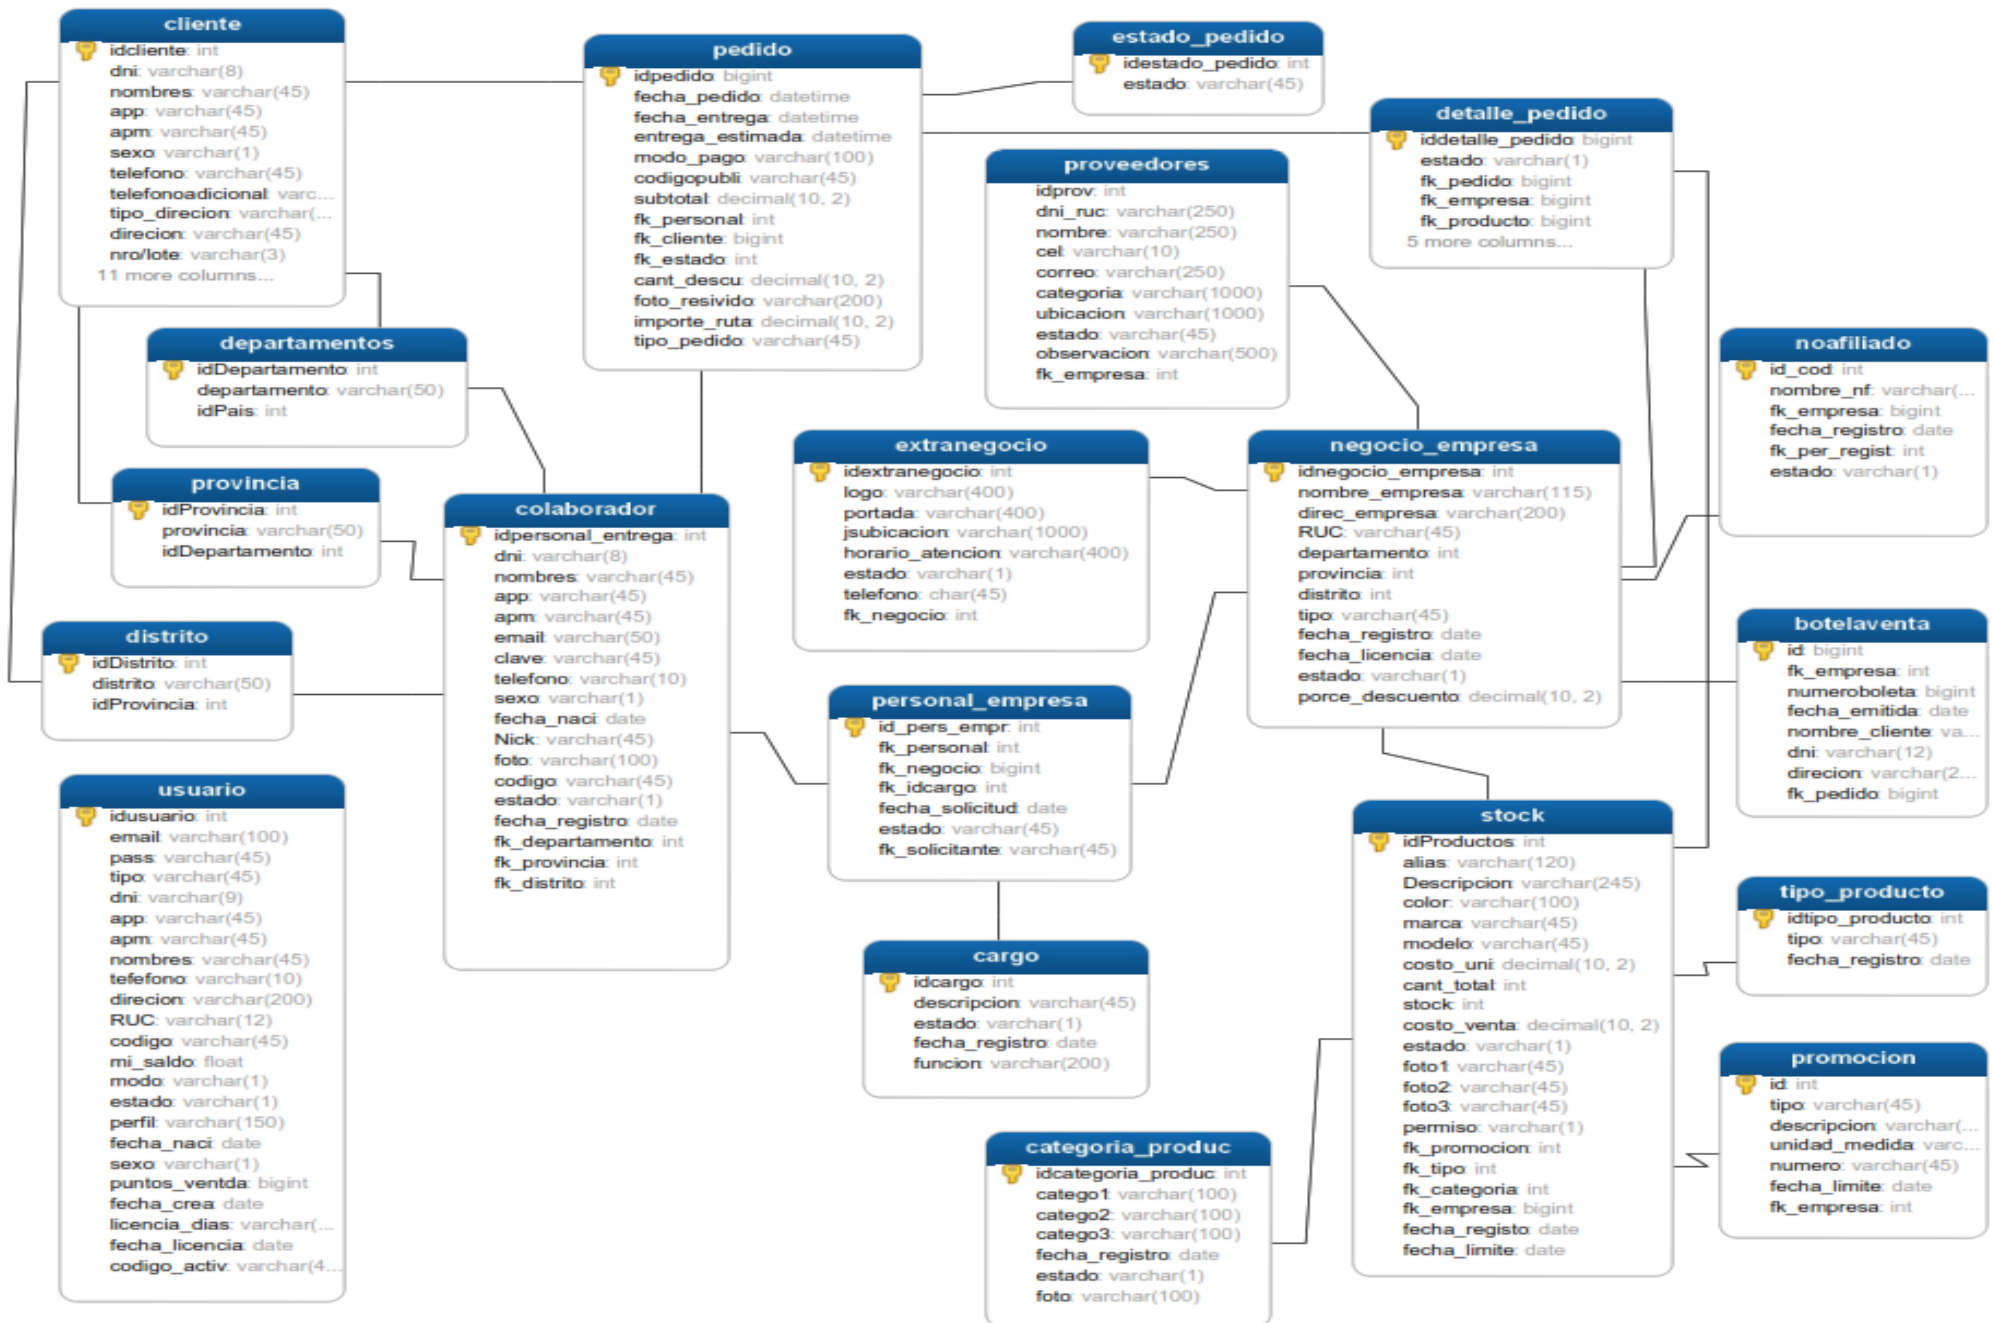 cliente
idcliente: int
dni: varchar(8)
nombres: varchar(45)
app: varchar(45)
apm: varchar(45)
sexo: varchar(1)
telefono: varchar(45)
telefonoadicional: varc...
tipo_direcion: varchar(...
direcion: varchar(45)
nro/lote: varchar(3)
11 more columns...
pedido
idpedido: bigint
fecha_pedido: datetime
fecha_entrega: datetime
entrega_estimada: datetime
modo_pago: varchar(100)
codigopubli: varchar(45)
subtotal: decimal(10, 2)
fk_personal: int
fk_cliente: bigint
fk_estado: int
cant_descu: decimal(10, 2)
foto_resivido: varchar(200)
importe_ruta: decimal(10, 2)
tipo_pedido: varchar(45)
estado_pedido
idestado_pedido: int
estado: varchar(45)
detalle_pedido
iddetalle_pedido: bigint
estado: varchar(1)
fk_pedido: bigint
fk_empresa: bigint
fk_producto: bigint
5 more columns...
proveedores
idprov: int
dni_ruc: varchar(250)
nombre: varchar(250)
cel: varchar(10)
correo: varchar(250)
categoria: varchar(1000)
ubicacion: varchar(1000)
estado: varchar(45)
observacion: varchar(500)
fk_empresa: int
departamentos
idDepartamento: int
departamento: varchar(50)
idPais: int
noafiliado
id_cod: int
nombre_nf: varchar(...
fk_empresa: bigint
fecha_registro: date
fk_per_regist: int
estado: varchar(1)
extranegocio
idextranegocio: int
logo: varchar(400)
portada: varchar(400)
jsubicacion: varchar(1000)
horario_atencion: varchar(400)
estado: varchar(1)
telefono: char(45)
fk_negocio: int
negocio_empresa
idnegocio_empresa: int
nombre_empresa: varchar(115)
direc_empresa: varchar(200)
RUC: varchar(45)
departamento: int
provincia: int
distrito: int
tipo: varchar(45)
fecha_registro: date
fecha_licencia: date
estado: varchar(1)
porce_descuento: decimal(10, 2)
provincia
idProvincia: int
provincia: varchar(50)
idDepartamento: int
colaborador
idpersonal_entrega: int
dni: varchar(8)
nombres: varchar(45)
app: varchar(45)
apm: varchar(45)
email: varchar(50)
clave: varchar(45)
telefono: varchar(10)
sexo: varchar(1)
fecha_naci: date
Nick: varchar(45)
foto: varchar(100)
codigo: varchar(45)
estado: varchar(1)
fecha_registro: date
fk_departamento: int
fk_provincia: int
fk_distrito: int
distrito
idDistrito: int
distrito: varchar(50)
idProvincia: int
botelaventa
id: bigint
fk_empresa: int
numeroboleta: bigint
fecha_emitida: date
nombre_cliente: va...
dni: varchar(12)
direcion: varchar(2...
fk_pedido: bigint
personal_empresa
id_pers_empr: int
fk_personal: int
fk_negocio: bigint
fk_idcargo: int
fecha_solicitud: date
estado: varchar(45)
fk_solicitante: varchar(45)
usuario
idusuario: int
email: varchar(100)
pass: varchar(45)
tipo: varchar(45)
dni: varchar(9)
app: varchar(45)
apm: varchar(45)
nombres: varchar(45)
tefefono: varchar(10)
direcion: varchar(200)
RUC: varchar(12)
codigo: varchar(45)
mi_saldo: float
modo: varchar(1)
estado: varchar(1)
perfil: varchar(150)
fecha_naci: date
sexo: varchar(1)
puntos_ventda: bigint
fecha_crea: date
licencia_dias: varchar(...
fecha_licencia: date
codigo_activ: varchar(4...
stock
idProductos: int
alias: varchar(120)
Descripcion: varchar(245)
color: varchar(100)
marca: varchar(45)
modelo: varchar(45)
costo_uni: decimal(10, 2)
cant_total: int
stock: int
costo_venta: decimal(10, 2)
estado: varchar(1)
foto1: varchar(45)
foto2: varchar(45)
foto3: varchar(45)
permiso: varchar(1)
fk_promocion: int
fk_tipo: int
fk_categoria: int
fk_empresa: bigint
fecha_registo: date
fecha_limite: date
tipo_producto
idtipo_producto: int
tipo: varchar(45)
fecha_registro: date
cargo
idcargo: int
descripcion: varchar(45)
estado: varchar(1)
fecha_registro: date
funcion: varchar(200)
promocion
id: int
tipo: varchar(45)
descripcion: varchar(...
unidad_medida: varc...
numero: varchar(45)
fecha_limite: date
fk_empresa: int
categoria_produc
idcategoria_produc: int
catego1: varchar(100)
catego2: varchar(100)
catego3: varchar(100)
fecha_registro: date
estado: varchar(1)
foto: varchar(100)